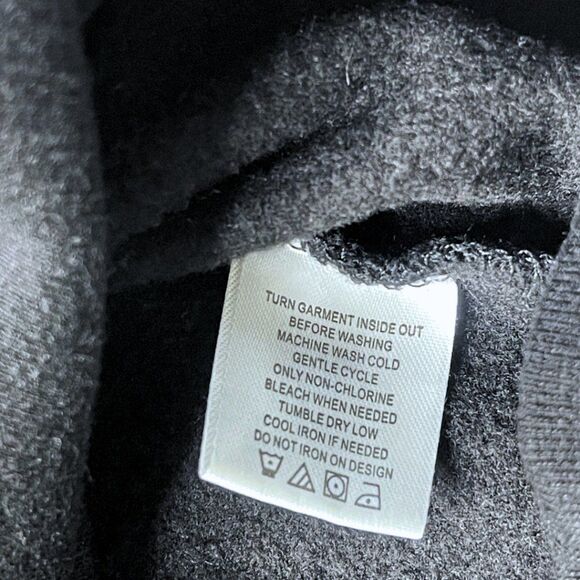 TURN GARMENT INSIDE OUT
BEFORE WASHING
MACHINE WASH COLD
GENTLE CYCLE
ONLY NON-CHLORINE
BLEACH WHEN NEEDED
TUMBLE DRY LOW
COOL IRON IF NEEDED
DO NOT IRON ON DESIGN